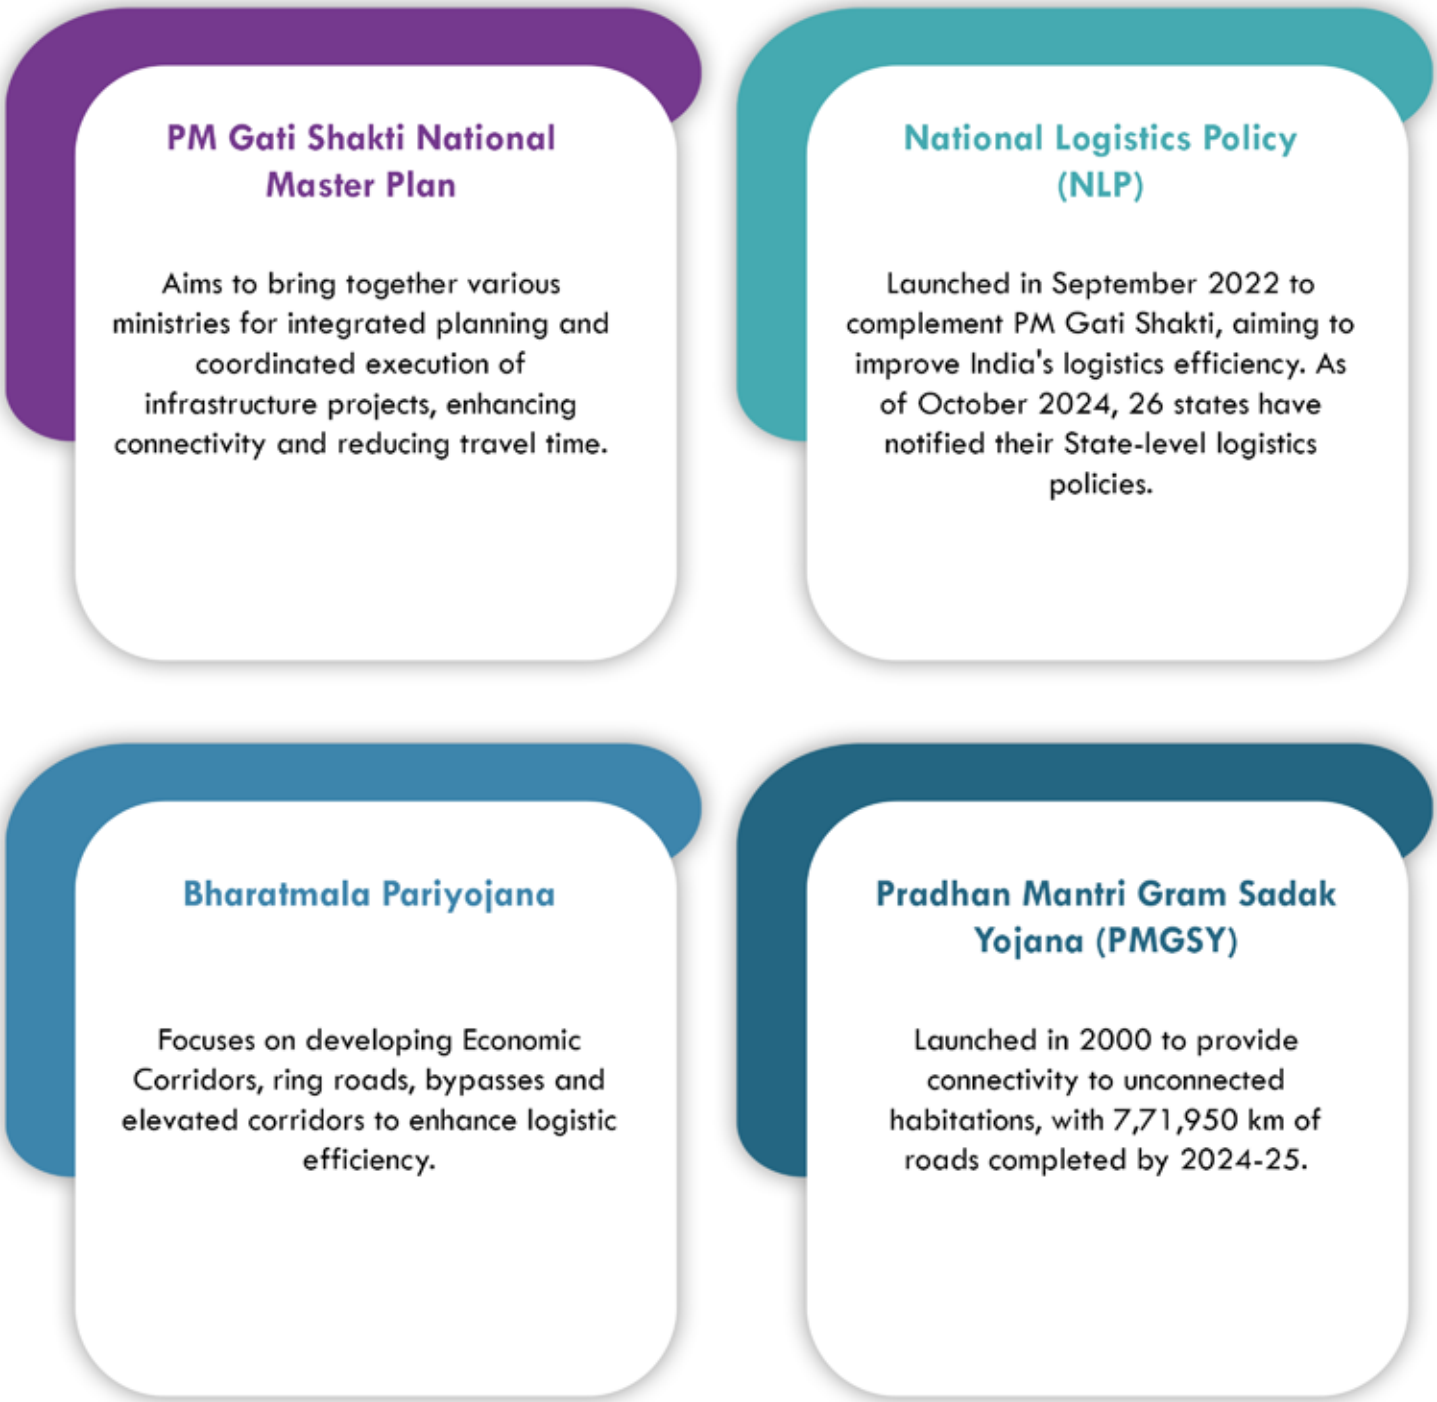 PM Gati Shakti National
Master Plan
Aims to bring together various
ministries for integrated planning and
coordinated execution of
infrastructure projects, enhancing
connectivity and reducing travel time.
National Logistics Policy
(NLP)
Launched in September 2022 to
complement PM Gati Shakti, aiming to
improve India's logistics efficiency. As
of October 2024, 26 states have
notified their State-level logistics
policies.
Bharatmala Pariyojana
Focuses on developing Economic
Corridors, ring roads, bypasses and
elevated corridors to enhance logistic
efficiency.
Pradhan Mantri Gram Sadak
Yojana (PMGSY)
Launched in 2000 to provide
connectivity to unconnected
habitations, with 7,71,950 km of
roads completed by 2024-25.